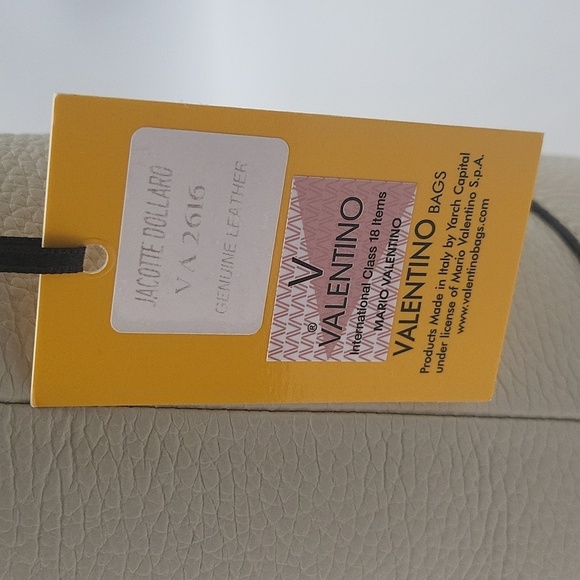 JACOTTE DOLLARO
VA 2616
GENUINE LEATHER
V
® VALENTINO
International Class 18 Items
MARIO VALENTINO
VALENTINO BAGS
Products Made in Italy by Yarch Capital
under license of Mario Valentino S.p.A.
www.valentinobags.com